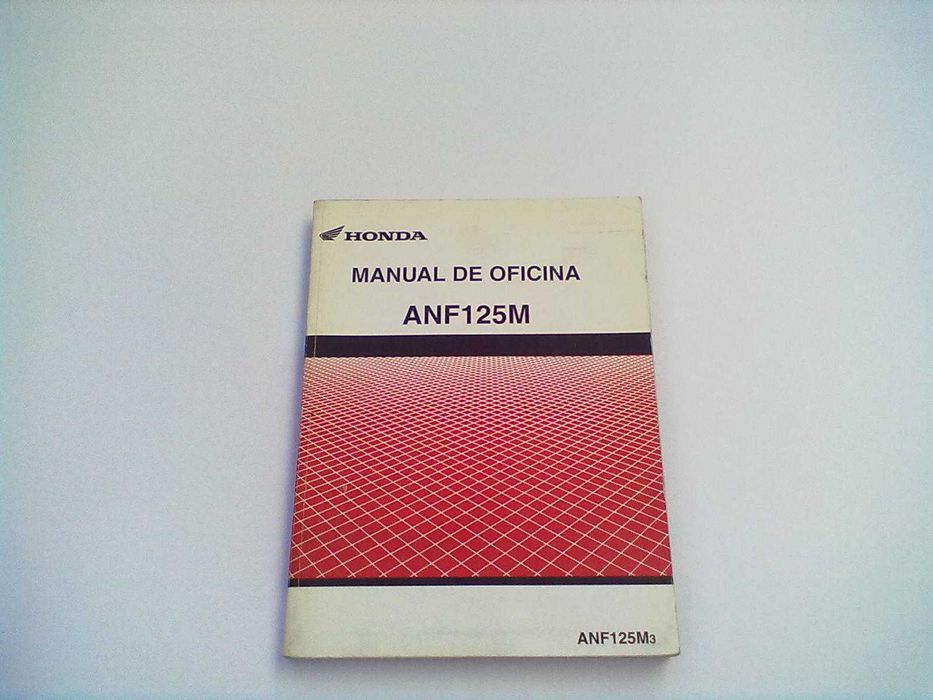 HONDA
MANUAL DE OFICINA
ANF125M
ANF125M3